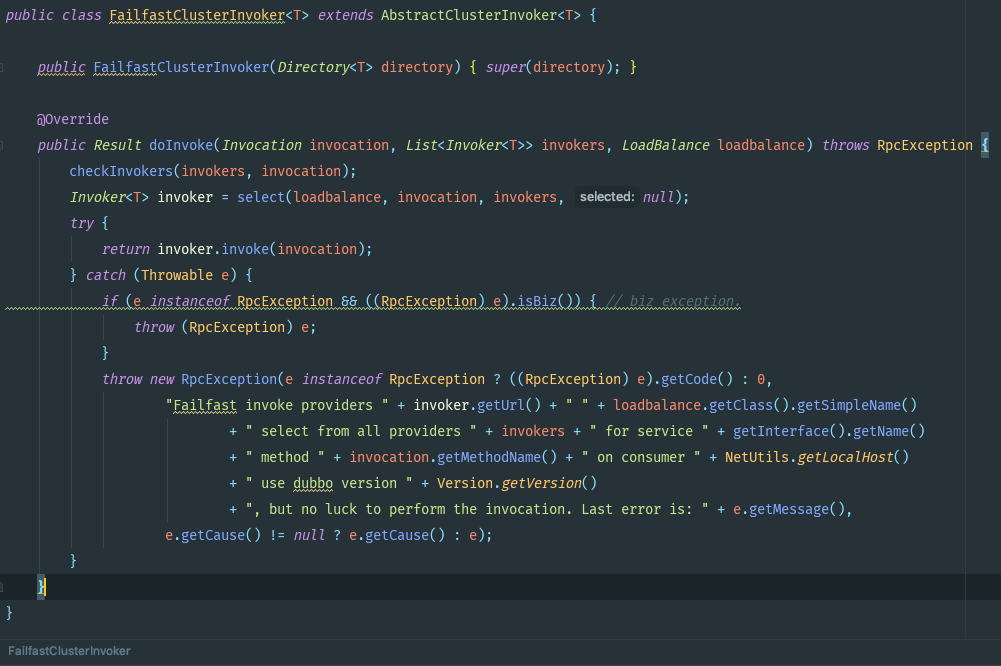 public class FailfastClusterInvoker<T> extends AbstractClusterInvoker<T> {
public FailfastClusterInvoker(Directory<T> directory) { super(directory); }
@Override
public Result doInvoke(Invocation invocation, List<Invoker<T>> invokers, LoadBalance loadbalance) throws RpcException {
checkInvokers(invokers, invocation);
Invoker<T> invoker = select(loadbalance, invocation, invokers, selected: null);
try {
return invoker.invoke(invocation);
} catch (Throwable e) {
if (e instanceof RpcException && ((RpcException) e).isBiz()) { // biz exception.
throw (RpcException) e;
}
throw new RpcException(e instanceof RpcException ? ((RpcException) e).getCode() : 0,
"Failfast invoke providers " + invoker.getUrl() + " " + loadbalance.getClass().getSimpleName()
+ " select from all providers " + invokers + " for service " + getInterface().getName()
+ " method " + invocation.getMethodName() + " on consumer " + NetUtils.getLocalHost()
+ " use dubbo version " + Version.getVersion()
+ ", but no luck to perform the invocation. Last error is: " + e.getMessage(),
e.getCause() != null ? e.getCause() : e);
}
}
}
FailfastClusterInvoker